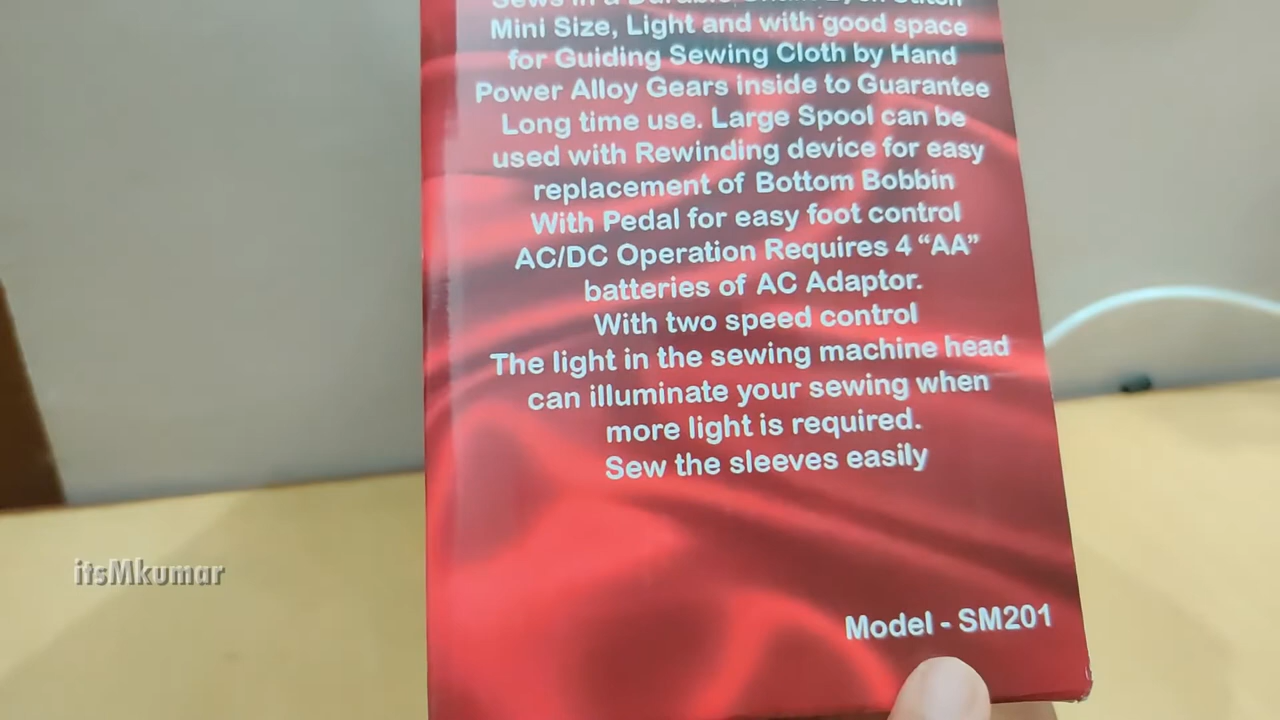 Sews in a Durable
Mini Size, Light and with good space
for Guiding Sewing Cloth by Hand
Power Alloy Gears inside to Guarantee
Long time use. Large Spool can be
used with Rewinding device for easy
replacement of Bottom Bobbin
With Pedal for easy foot control
AC/DC Operation Requires 4 “AA”
batteries of AC Adaptor.
With two speed control
The light in the sewing machine head
can illuminate your sewing when
more light is required.
Sew the sleeves easily
itsMkumar
Model - SM201